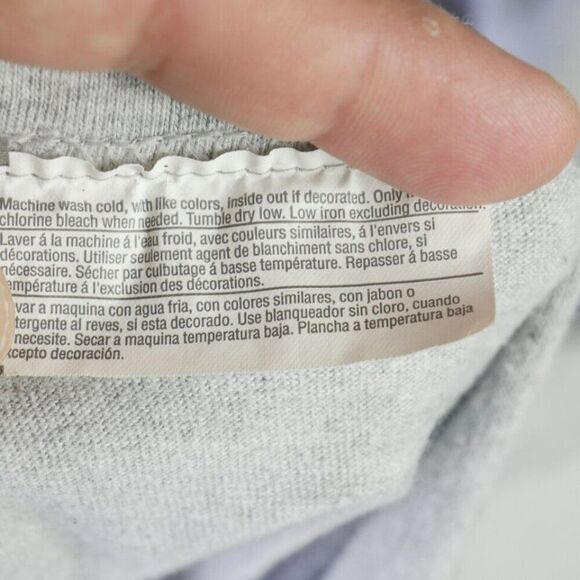 Machine wash cold, with like colors, inside out if decorated. Only
chlorine bleach when needed. Tumble dry low. Low iron excluding decoration.
Laver á la machine á l'eau froid, avec couleurs similaires, á l'envers si
décorations. Utiliser seulement agent de blanchiment sans chlore, si
nécessaire. Sécher par culbutage á basse température. Repasser á basse
température á l'exclusion des décorations.
var a maquina con agua fria, con colores similares, con jabon o
tergente al reves, si esta decorado. Use blanqueador sin cloro, cuando
necesite. Secar a maquina temperatura baja. Plancha a temperatura baja
xcepto decoración.